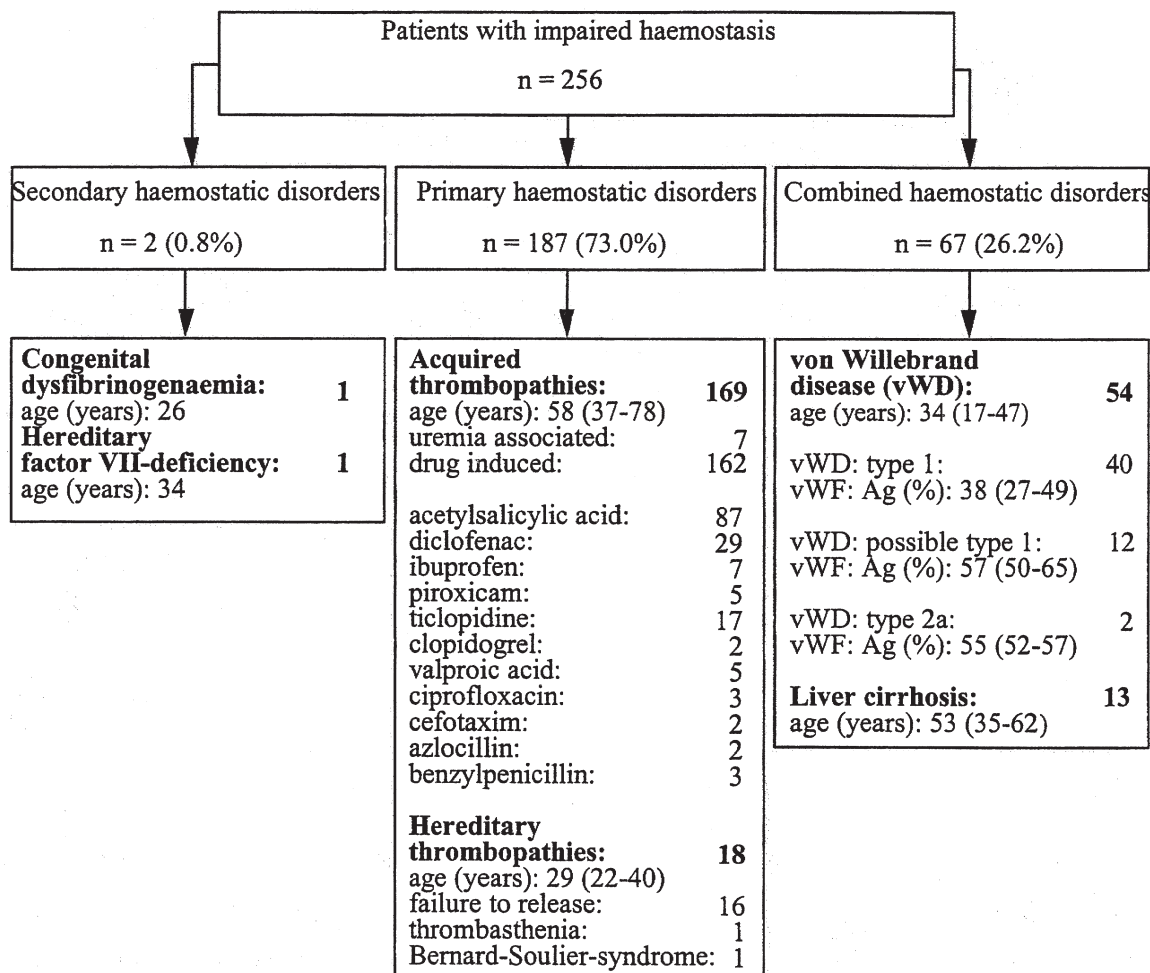 Patients with impaired haemostasis
n = 256
Secondary haemostatic disorders
n = 2 (0.8%)
Primary haemostatic disorders
n = 187 (73.0%)
Combined haemostatic disorders
n = 67 (26.2%)
Congenital
dysfibrinogenaemia: 1
age (years): 26
Hereditary
factor VII-deficiency: 1
age (years): 34
Acquired
thrombopathies: 169
age (years): 58 (37-78)
uremia associated: 7
drug induced: 162
acetylsalicylic acid: 87
diclofenac: 29
ibuprofen: 7
piroxicam: 5
ticlopidine: 17
clopidogrel: 2
valproic acid: 5
ciprofloxacin: 3
cefotaxim: 2
azlocillin: 2
benzylpenicillin: 3
Hereditary
thrombopathies: 18
age (years): 29 (22-40)
failure to release: 16
thrombasthenia: 1
Bernard-Soulier-syndrome: 1
von Willebrand
disease (vWD): 54
age (years): 34 (17-47)
vWD: type 1: 40
vWF: Ag (%): 38 (27-49)
vWD: possible type 1: 12
vWF: Ag (%): 57 (50-65)
vWD: type 2a: 2
vWF: Ag (%): 55 (52-57)
Liver cirrhosis: 13
age (years): 53 (35-62)